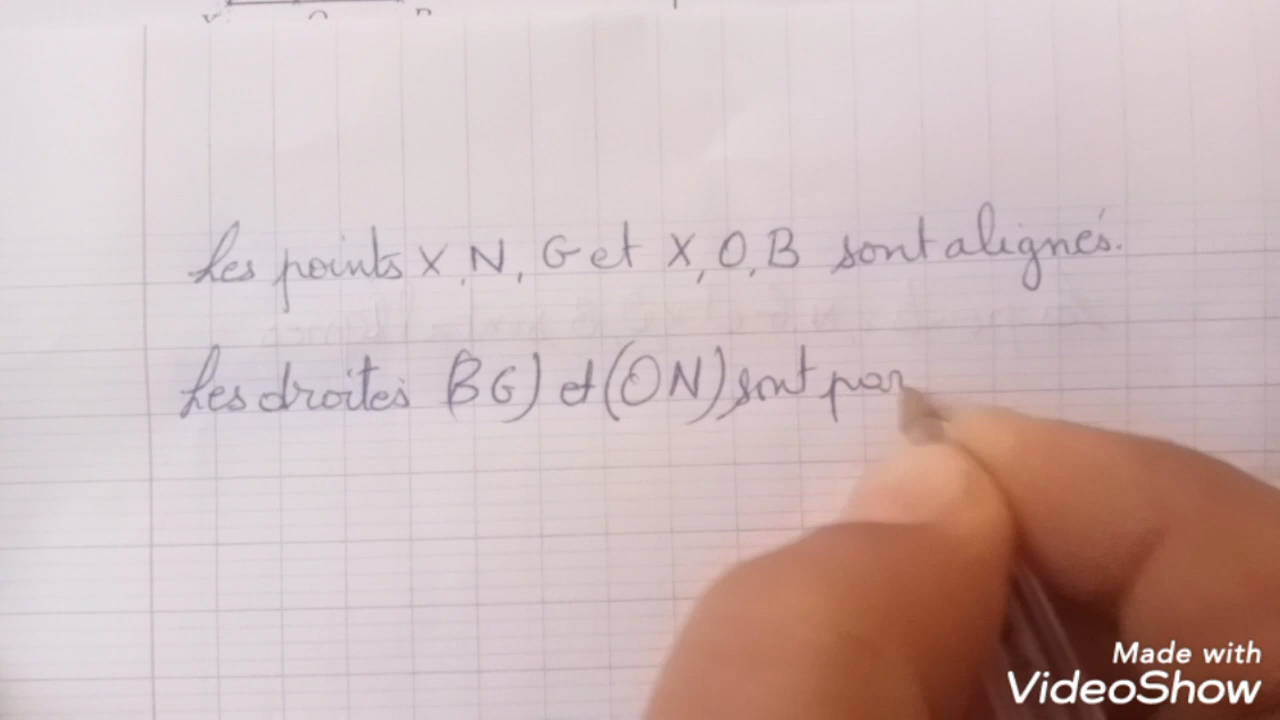 Les points X, N, G et X, O, B sont alignés.
Les droites (BG) et (ON) sont par
Made with
VideoShow